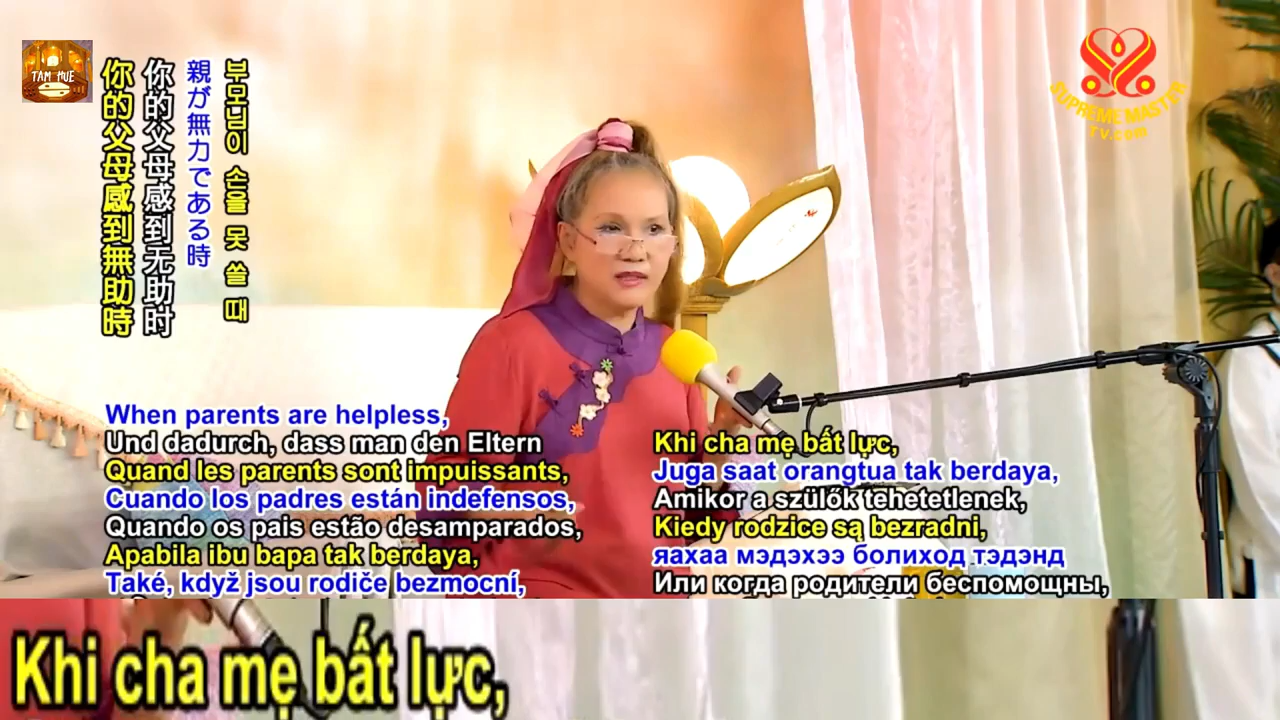 TAM HUE
부모님이 손을 못 쓸 때
親が無力である時
你的父母感到无助时
你的父母感到無助時
SUPREME MASTER
TV.COM
When parents are helpless,
Und dadurch, dass man den Eltern
Quand les parents sont impuissants,
Cuando los padres están indefensos,
Quando os pais estão desamparados,
Apabila ibu bapa tak berdaya,
Také, když jsou rodiče bezmocní,
Khi cha mẹ bất lực,
Juga saat orangtua tak berdaya,
Amikor a szülők tehetetlenek,
Kiedy rodzice są bezradni,
яахаа мэдэхээ болиход тэдэнд
Или когда родители беспомощны,
Khi cha mẹ bất lực,